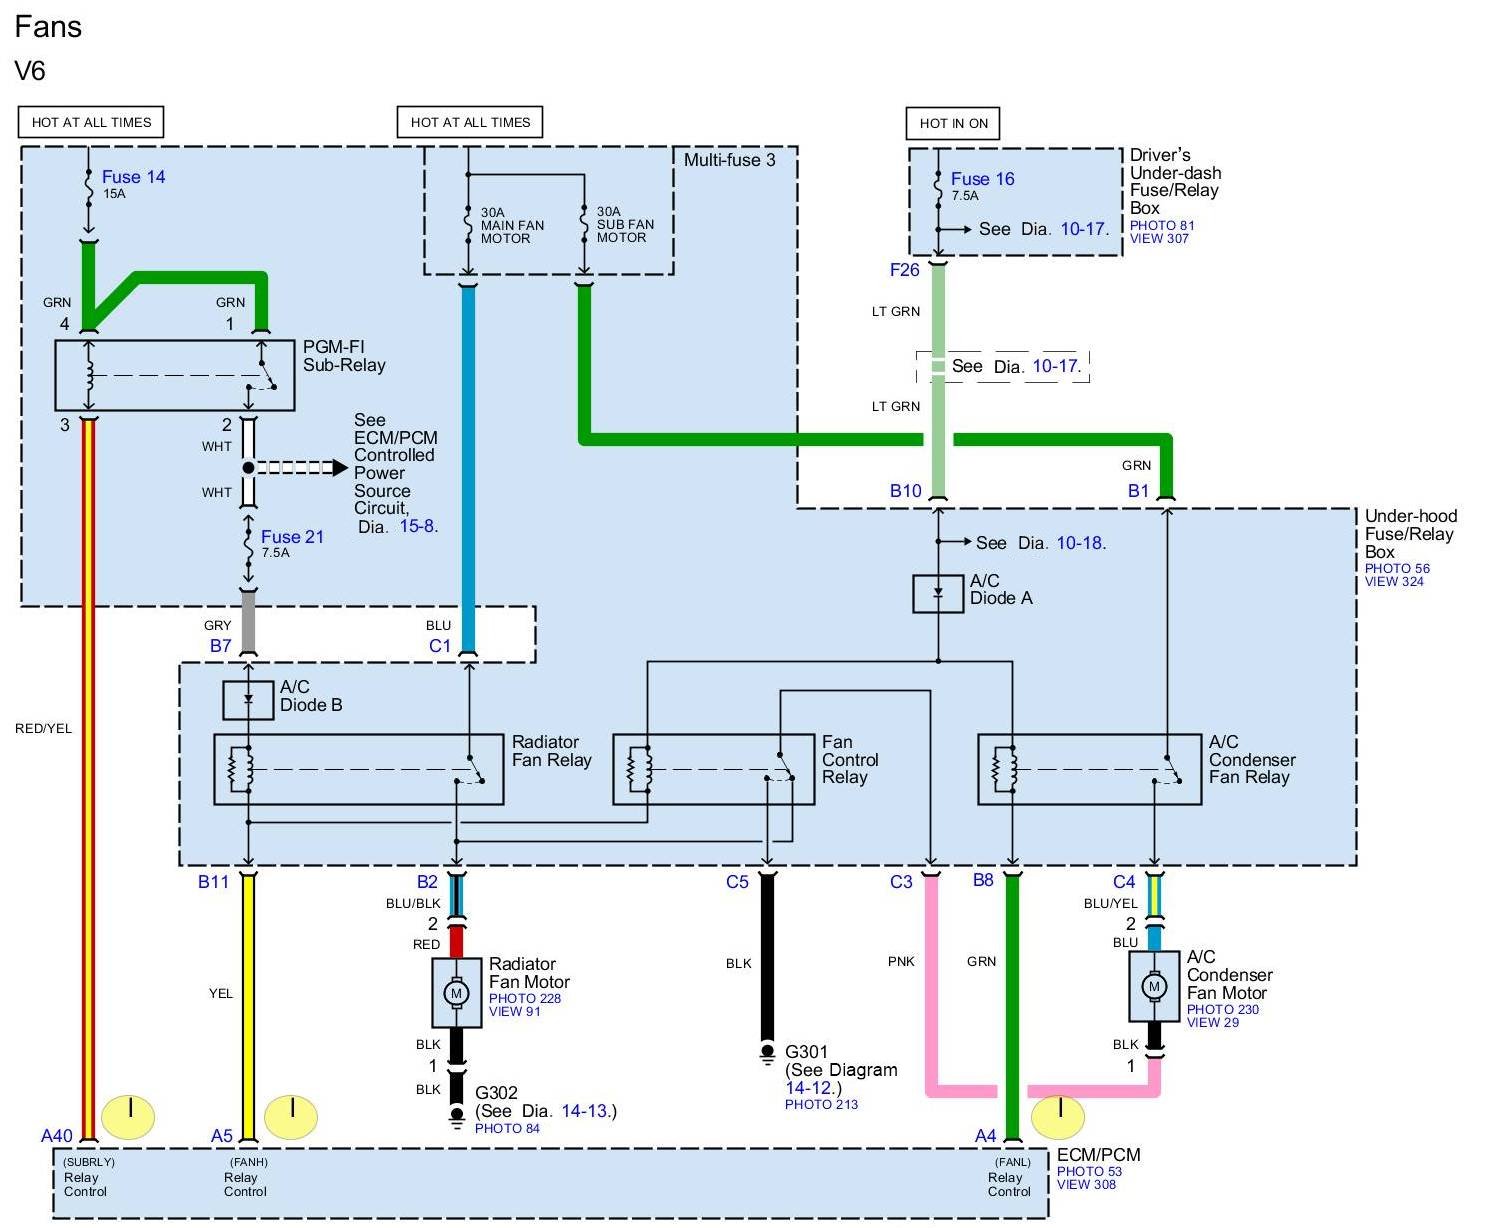 Fans
V6
HOT AT ALL TIMES
HOT AT ALL TIMES
HOT IN ON
Fuse 14
15A
Multi-fuse 3
30A
MAIN FAN
MOTOR
30A
SUB FAN
MOTOR
Fuse 16
7.5A
See Dia. 10-17.
Driver's
Under-dash
Fuse/Relay
Box
PHOTO 81
VIEW 307
F26
LT GRN
See Dia. 10-17.
LT GRN
GRN
GRN
4
1
PGM-FI
Sub-Relay
3
2
WHT
WHT
See
ECM/PCM
Controlled
Power
Source
Circuit,
Dia. 15-8.
Fuse 21
7.5A
GRN
B10
B1
Under-hood
Fuse/Relay
Box
PHOTO 56
VIEW 324
See Dia. 10-18.
A/C
Diode A
GRY
B7
BLU
C1
A/C
Diode B
RED/YEL
Radiator
Fan Relay
Fan
Control
Relay
A/C
Condenser
Fan Relay
B11
B2
C5
C3
B8
C4
BLU/BLK
2
RED
BLU/YEL
2
BLU
YEL
Radiator
Fan Motor
PHOTO 228
VIEW 91
M
BLK
PNK
GRN
A/C
Condenser
Fan Motor
PHOTO 230
VIEW 29
M
BLK
1
BLK
BLK
1
G302
(See Dia. 14-13.)
PHOTO 84
G301
(See Diagram
14-12.)
PHOTO 213
A40
A5
A4
(SUBRLY)
Relay
Control
(FANH)
Relay
Control
(FANL)
Relay
Control
ECM/PCM
PHOTO 53
VIEW 308